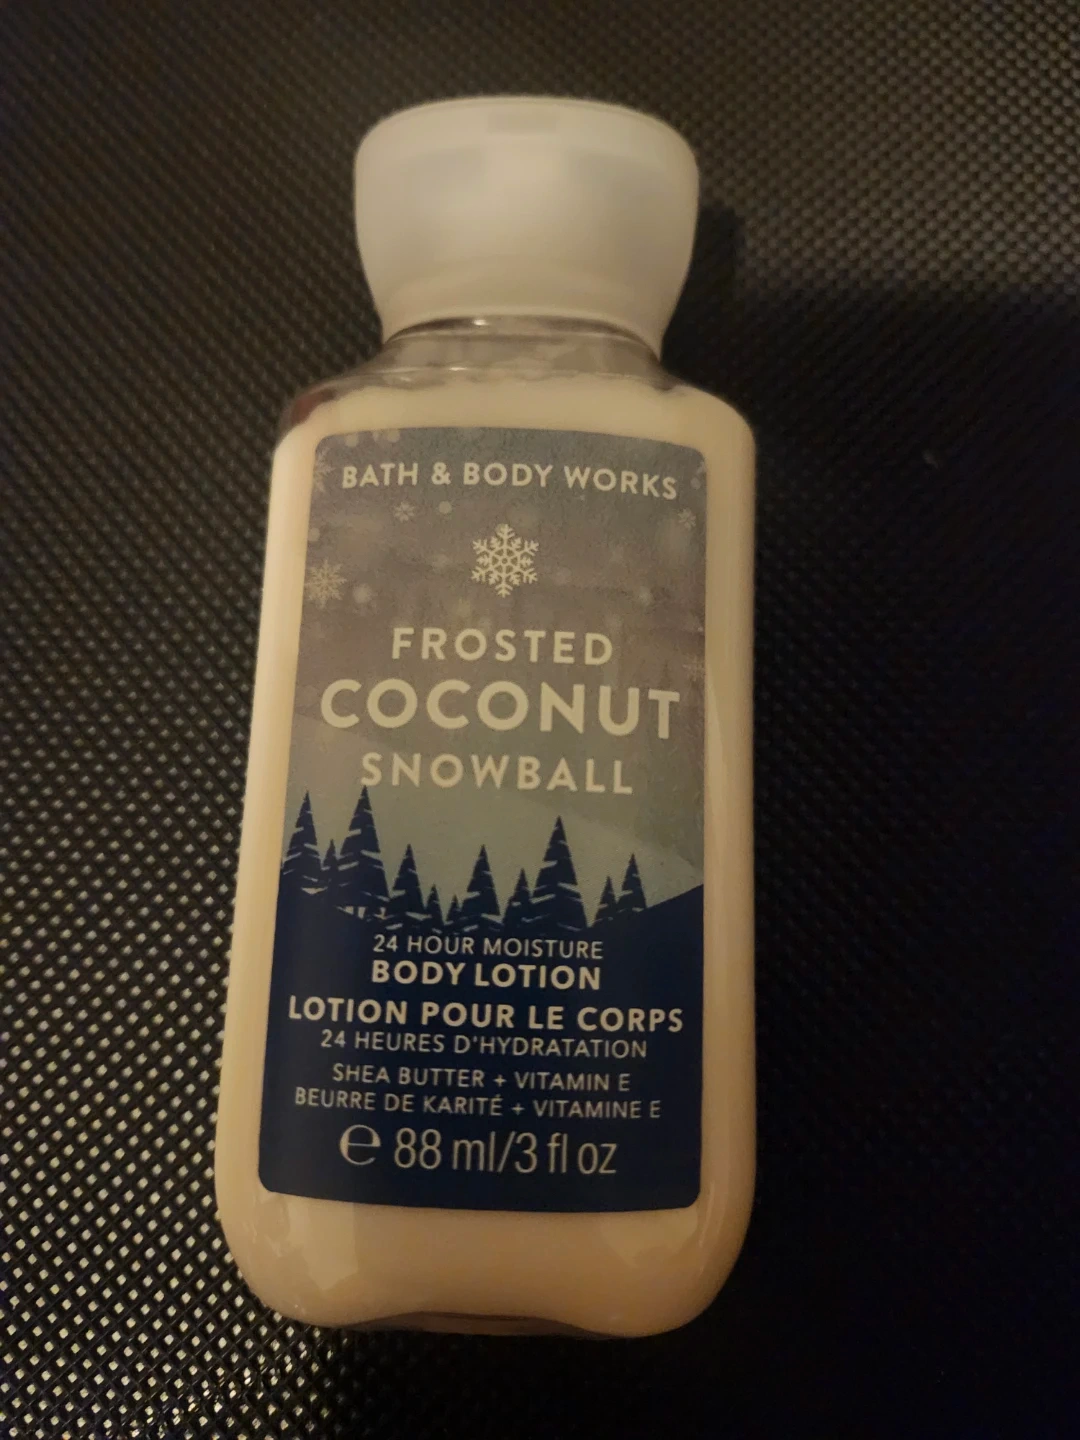 BATH & BODY WORKS
FROSTED
COCONUT
SNOWBALL
24 HOUR MOISTURE
BODY LOTION
LOTION POUR LE CORPS
24 HEURES D'HYDRATATION
SHEA BUTTER + VITAMIN E
BEURRE DE KARITÉ + VITAMINE E
℮ 88 ml/3 fl oz